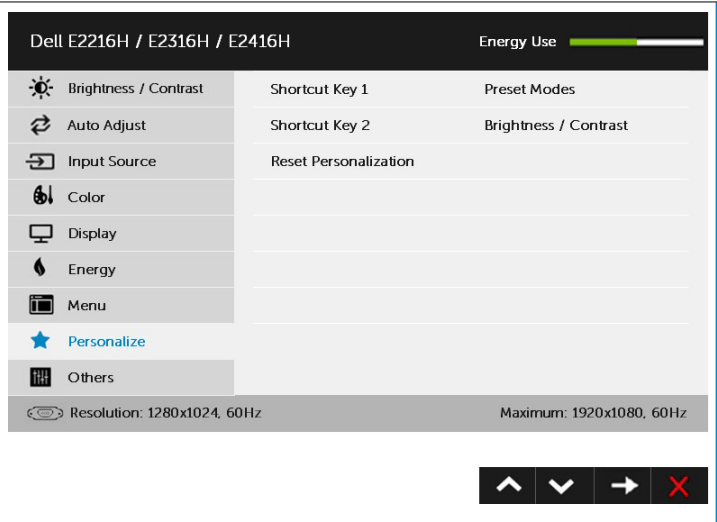 Dell E2216H / E2316H / E2416H Energy Use
Brightness / Contrast Shortcut Key 1 Preset Modes
Auto Adjust Shortcut Key 2 Brightness / Contrast
Input Source Reset Personalization
Color
Display
Energy
Menu
Personalize
Others
Resolution: 1280x1024, 60Hz Maximum: 1920x1080, 60Hz